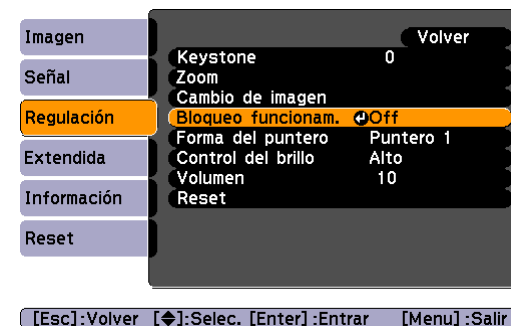 Imagen
Señal
Regulación
Extendida
Información
Reset
Volver
Keystone 0
Zoom
Cambio de imagen
Bloqueo funcionam. Off
Forma del puntero Puntero 1
Control del brillo Alto
Volumen 10
Reset
[Esc]:Volver [◆]:Selec. [Enter]:Entrar [Menu]:Salir